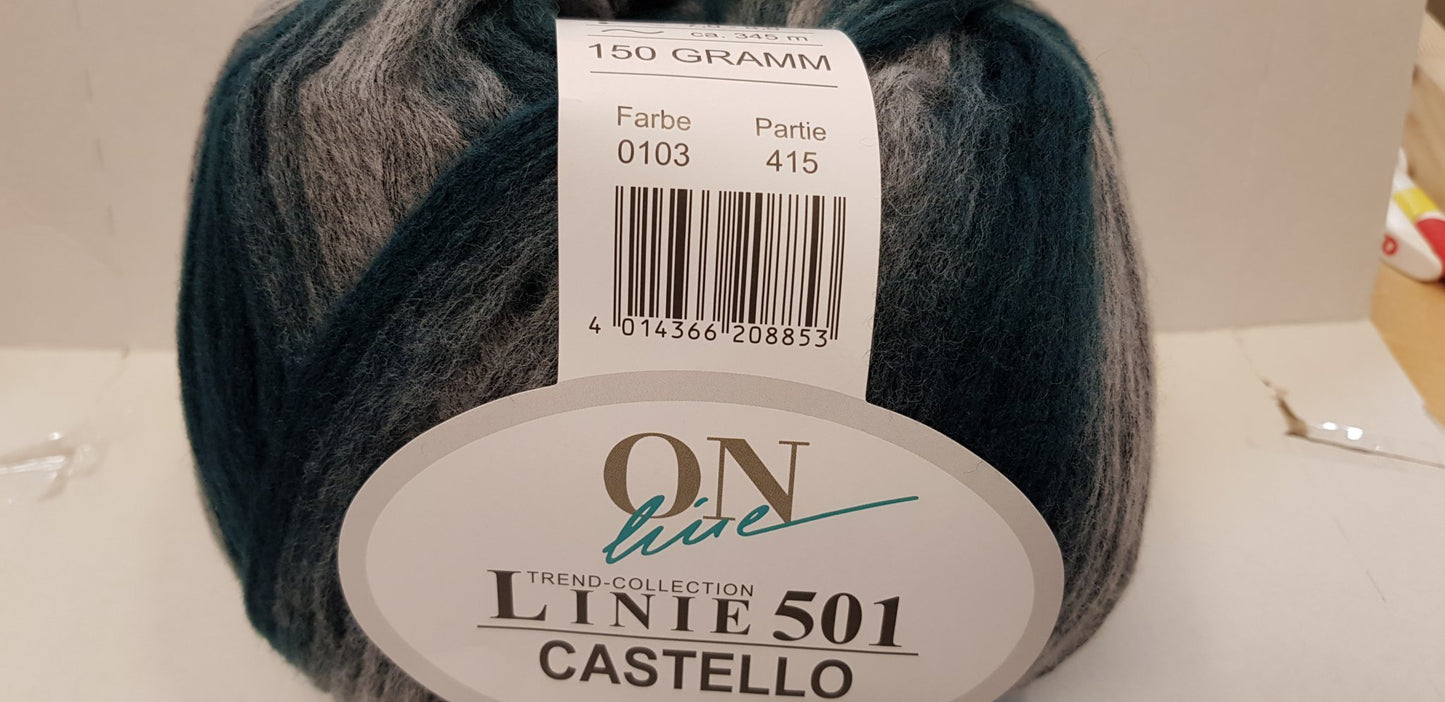 ca. 345 m
150 GRAMM
Farbe Partie
0103 415
4 014366 208853
ON
line
TREND-COLLECTION
LINIE 501
CASTELLO